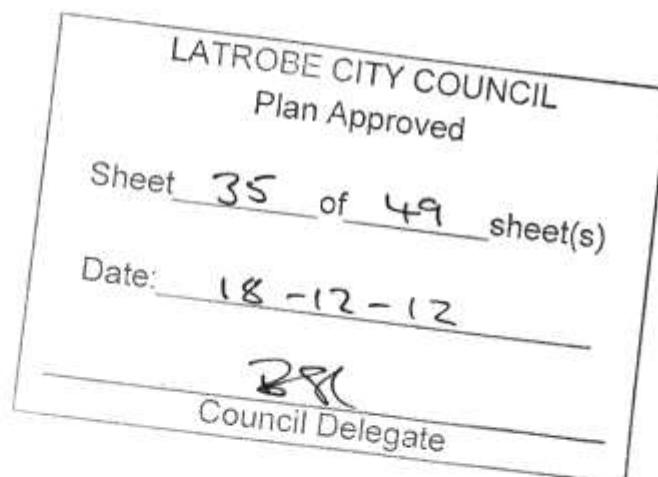 LATROBE CITY COUNCIL
Plan Approved
Sheet 35 of 49 sheet(s)
Date: 18-12-12
Council Delegate